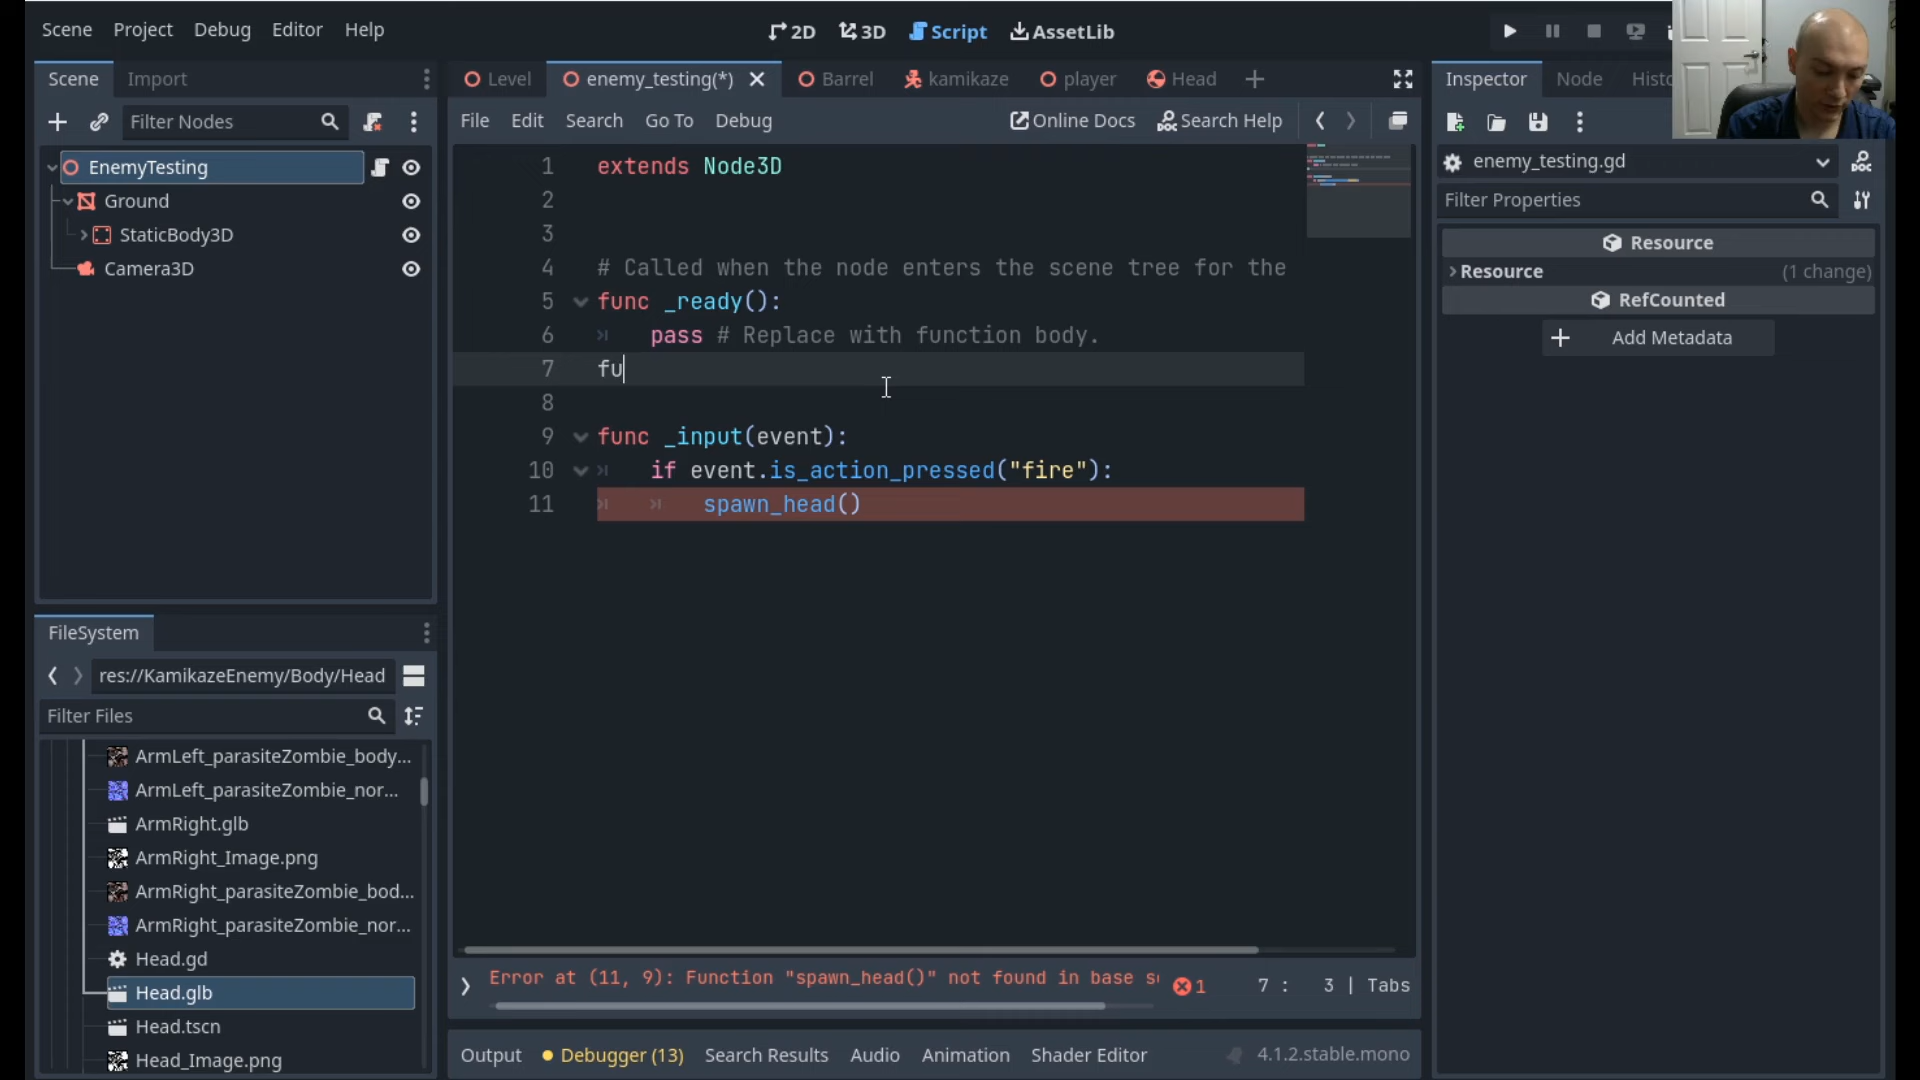 Scene Project Debug Editor Help
2D 3D Script AssetLib
Scene Import
Filter Nodes
EnemyTesting
Ground
StaticBody3D
Camera3D
FileSystem
res://KamikazeEnemy/Body/Head
Filter Files
ArmLeft_parasiteZombie_body...
ArmLeft_parasiteZombie_nor...
ArmRight.glb
ArmRight_Image.png
ArmRight_parasiteZombie_bod...
ArmRight_parasiteZombie_nor...
Head.gd
Head.glb
Head.tscn
Head_Image.png
Level enemy_testing(*) Barrel kamikaze player Head
File Edit Search Go To Debug Online Docs Search Help
1 extends Node3D
2
3
4 # Called when the node enters the scene tree for the
5 func _ready():
6 pass # Replace with function body.
7 fu
8
9 func _input(event):
10 if event.is_action_pressed("fire"):
11 spawn_head()
Error at (11, 9): Function "spawn_head()" not found in base s
1 7 : 3 | Tabs
Output Debugger (13) Search Results Audio Animation Shader Editor 4.1.2.stable.mono
Inspector Node Histo
enemy_testing.gd
Filter Properties
Resource
Resource (1 change)
RefCounted
Add Metadata